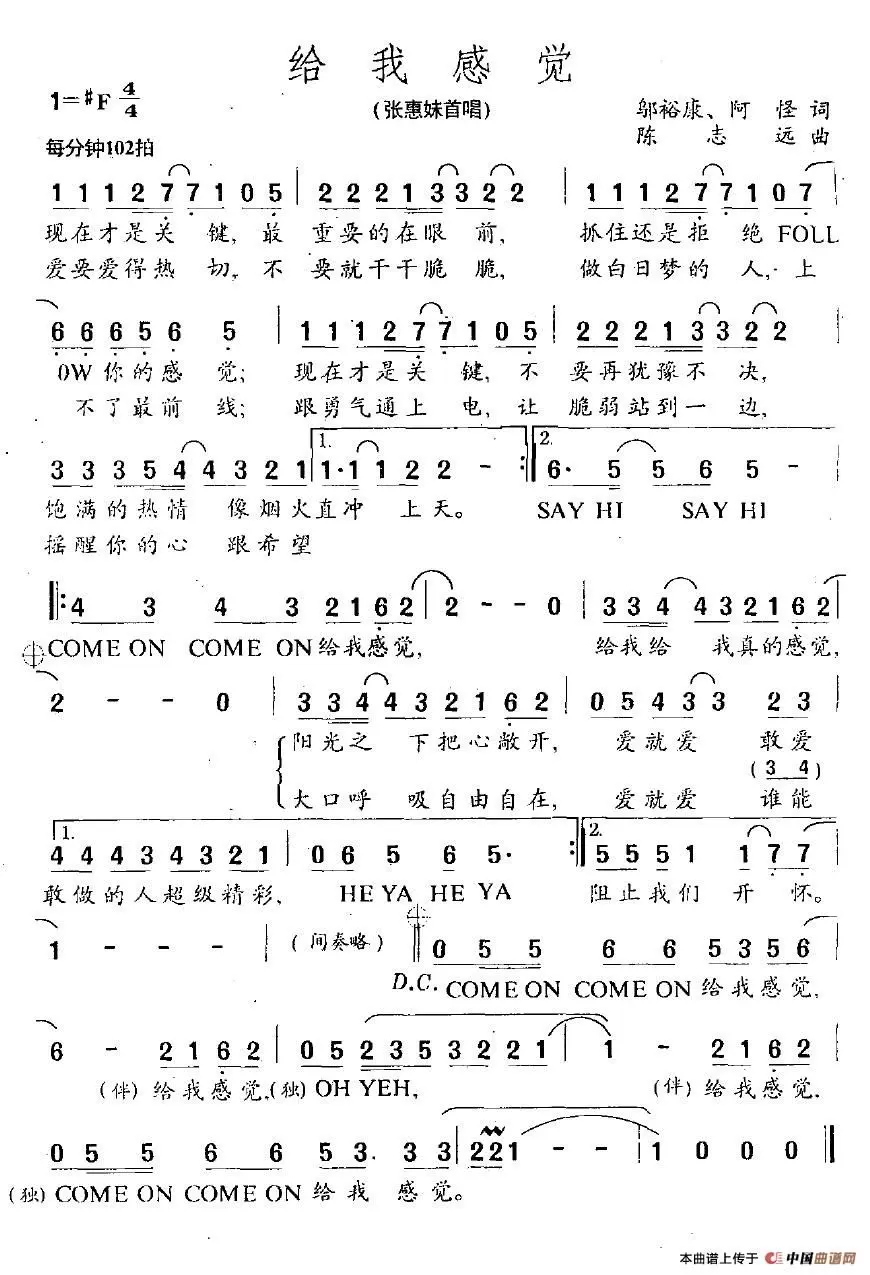 给我感觉
1=♯F 4/4
(张惠妹首唱)
邬裕康、阿怪词
陈志远曲
每分钟102拍
1 1 1 2 7 7 1 0 5 | 2 2 2 1 3 3 2 2 | 1 1 1 2 7 7 1 0 7
现在才是关键,最重要的在眼前,抓住还是拒绝FOLL
爱要爱得热切,不要就干干脆脆,做白日梦的人,上
6 6 6 5 6 5 | 1 1 1 2 7 7 1 0 5 | 2 2 2 1 3 3 2 2
OW你的感觉;现在才是关键,不要再犹豫不决,
不了最前线;跟勇气通上电,让脆弱站到一边,
3 3 3 5 4 4 3 2 1 | 1. 1· 1 1 2 2 - :| 2. 6· 5 5 6 5 - |
饱满的热情像烟火直冲上天。SAY HI SAY HI
摇醒你的心跟希望
|: 4 3 4 3 2 1 6 2 | 2 - - 0 | 3 3 4 4 3 2 1 6 2 |
COME ON COME ON给我感觉,给我给我真的感觉,
2 - - 0 | 3 3 4 4 3 2 1 6 2 | 0 5 4 3 3 2 3
阳光之下把心敞开,爱就爱敢爱
(3 4)
大口呼吸自由自在,爱就爱谁能
1. 4 4 4 3 4 3 2 1 | 0 6 5 6 5· :| 2. 5 5 5 1 1 7 7
敢做的人超级精彩,HE YA HE YA阻止我们开怀。
1 - - - | (间奏略) 0 5 5 6 6 5 3 5 6 |
D.C. COME ON COME ON给我感觉,
6 - 2 1 6 2 | 0 5 2 3 5 3 2 2 1 | 1 - 2 1 6 2 |
(伴)给我感觉,(独)OH YEH,(伴)给我感觉.
0 5 5 6 6 5 3. 3 3 | 2 2 1 - - | 1 0 0 0 ‖
(独)COME ON COME ON给我感觉。
本曲谱上传于 中国曲谱网